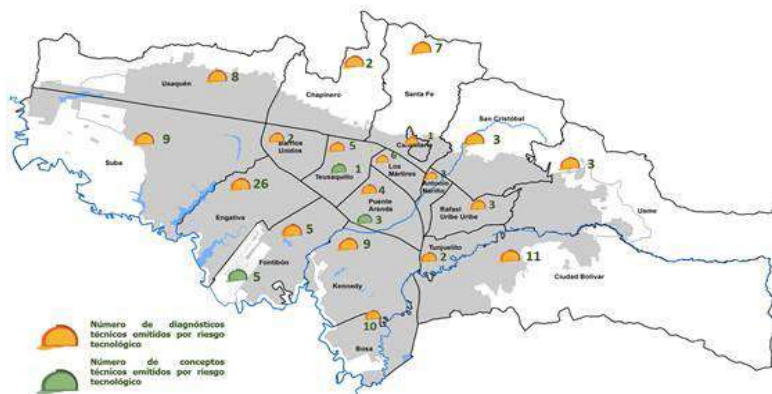 7
2
Santa Fe
8
Usaquén
Chapinero
San Cristóbal
9
2
Barrios
Unidos
5
1
Candelaria
3
3
Suba
Teusaquillo
1
6
Los
Mártires
Antonio
Nariño
26
4
Rafael
Uribe Uribe
3
Usme
Engativa
Puente
Aranda
3
5
9
Tunjuelito
2
11
Fontibón
5
Kennedy
Ciudad Bolívar
10
Bosa
Número de diagnósticos
técnicos emitidos por riesgo
tecnológico
Número de conceptos
técnicos emitidos por riesgo
tecnológico